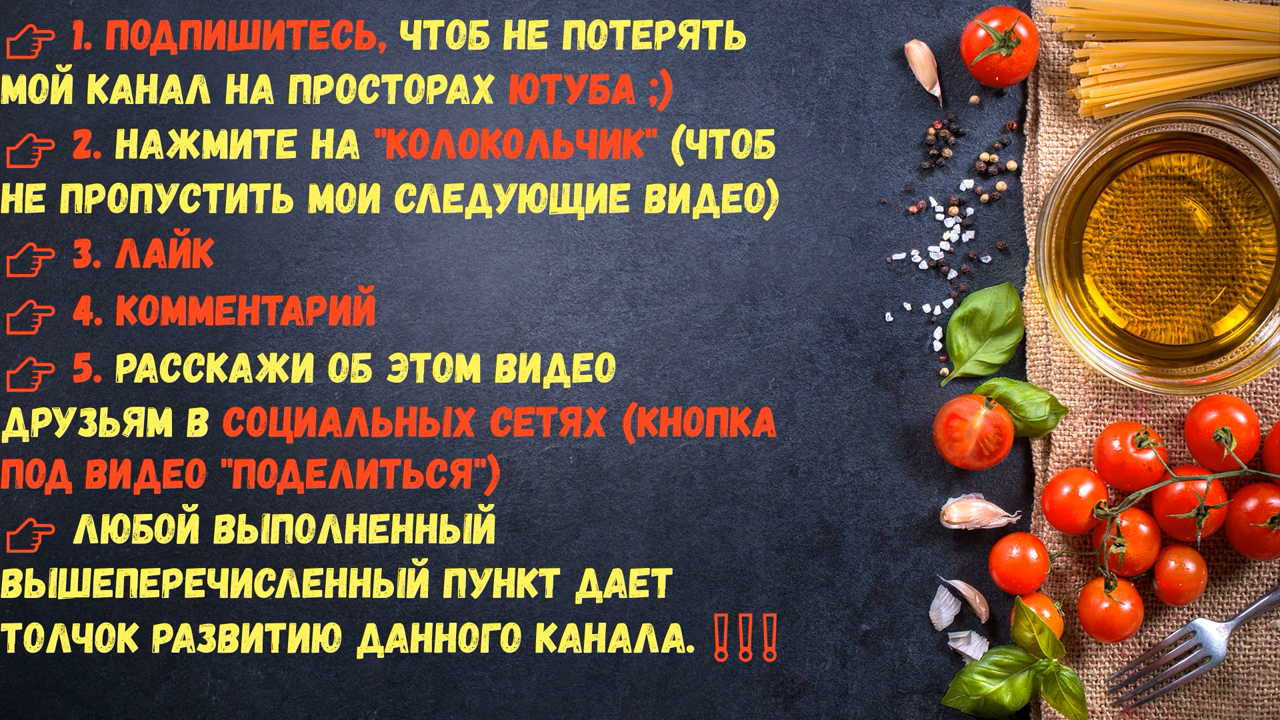 👉 1. ПОДПИШИТЕСЬ, ЧТОБ НЕ ПОТЕРЯТЬ
МОЙ КАНАЛ НА ПРОСТОРАХ ЮТУБА ;)
👉 2. НАЖМИТЕ НА "КОЛОКОЛЬЧИК" (ЧТОБ
НЕ ПРОПУСТИТЬ МОИ СЛЕДУЮЩИЕ ВИДЕО)
👉 3. ЛАЙК
👉 4. КОММЕНТАРИЙ
👉 5. РАССКАЖИ ОБ ЭТОМ ВИДЕО
ДРУЗЬЯМ В СОЦИАЛЬНЫХ СЕТЯХ (КНОПКА
ПОД ВИДЕО "ПОДЕЛИТЬСЯ")
👉 ЛЮБОЙ ВЫПОЛНЕННЫЙ
ВЫШЕПЕРЕЧИСЛЕННЫЙ ПУНКТ ДАЕТ
ТОЛЧОК РАЗВИТИЮ ДАННОГО КАНАЛА. ❗❗❗